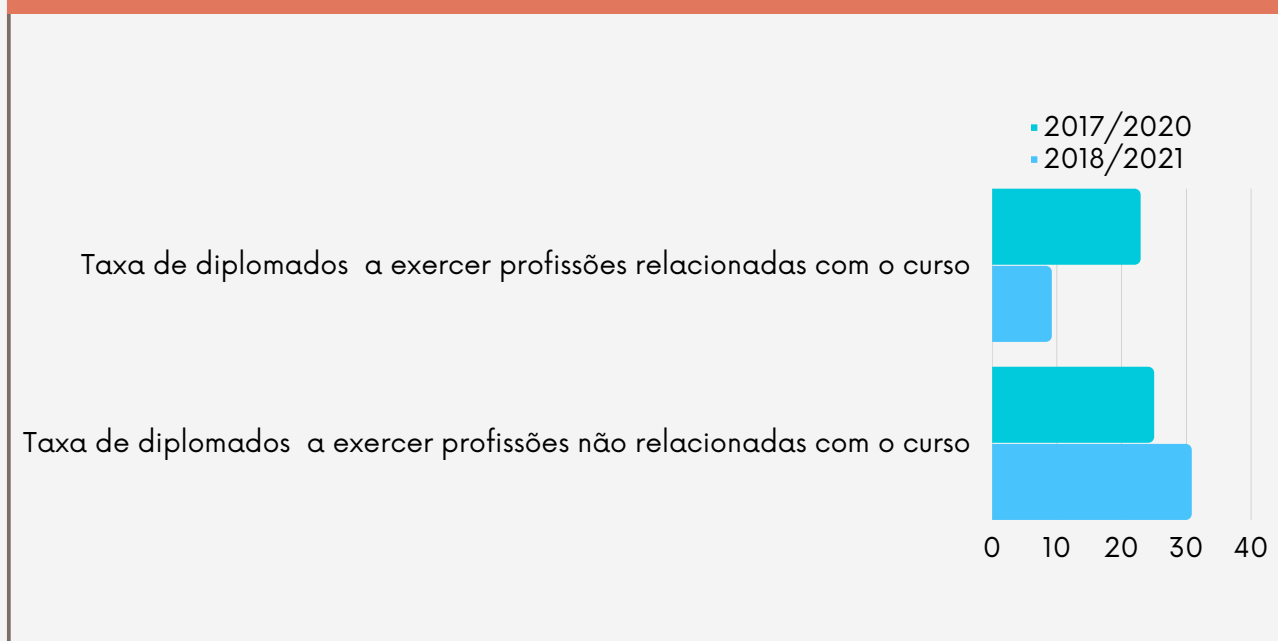 2017/2020
2018/2021
Taxa de diplomados  a exercer profissões relacionadas com o curso
Taxa de diplomados  a exercer profissões não relacionadas com o curso
0 10 20 30 40